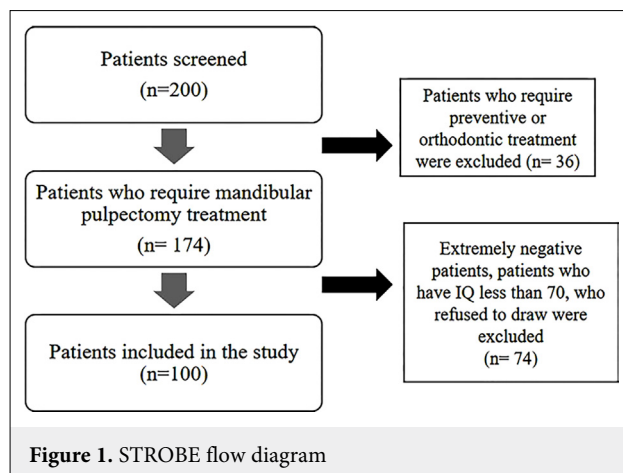 Patients screened
(n=200)
Patients who require
preventive or
orthodontic treatment
were excluded (n= 36)
Patients who require mandibular
pulpectomy treatment
(n= 174)
Extremely negative
patients, patients who
have IQ less than 70, who
refused to draw were
excluded
(n= 74)
Patients included in the study
(n=100)
Figure 1. STROBE flow diagram